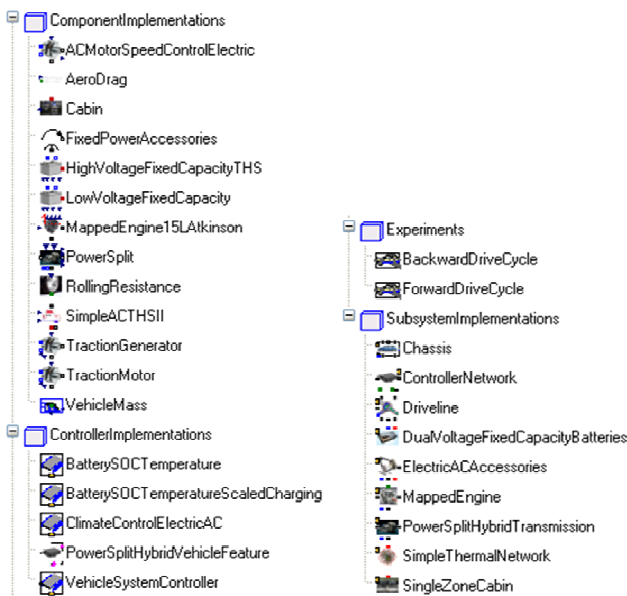 ComponentImplementations
ACMotorSpeedControlElectric
AeroDrag
Cabin
FixedPowerAccessories
HighVoltageFixedCapacityTHS
LowVoltageFixedCapacity
MappedEngine15LAtkinson
PowerSplit
RollingResistance
SimpleACTHSII
TractionGenerator
TractionMotor
VehicleMass
ControllerImplementations
BatterySOCTemperature
BatterySOCTemperatureScaledCharging
ClimateControlElectricAC
PowerSplitHybridVehicleFeature
VehicleSystemController
Experiments
BackwardDriveCycle
ForwardDriveCycle
SubsystemImplementations
Chassis
ControllerNetwork
Driveline
DualVoltageFixedCapacityBatteries
ElectricACAccessories
MappedEngine
PowerSplitHybridTransmission
SimpleThermalNetwork
SingleZoneCabin